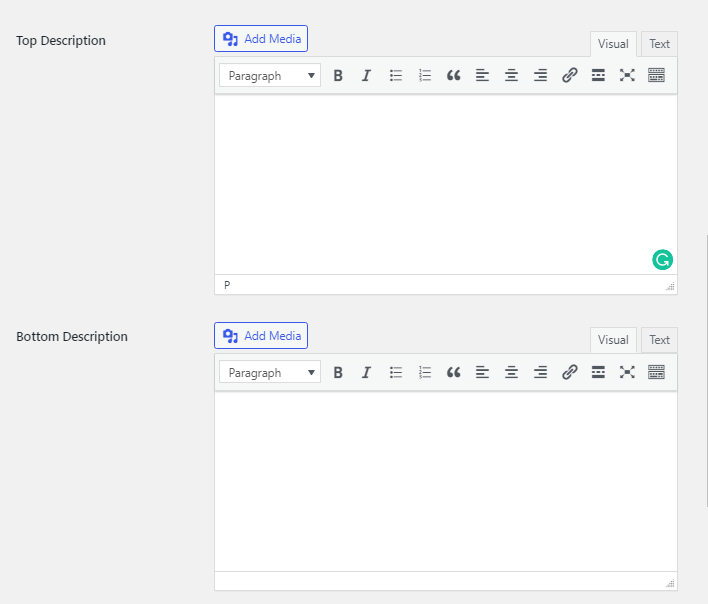 Top Description
Add Media
Visual
Text
Paragraph
B I
P
Bottom Description
Add Media
Visual
Text
Paragraph
B I